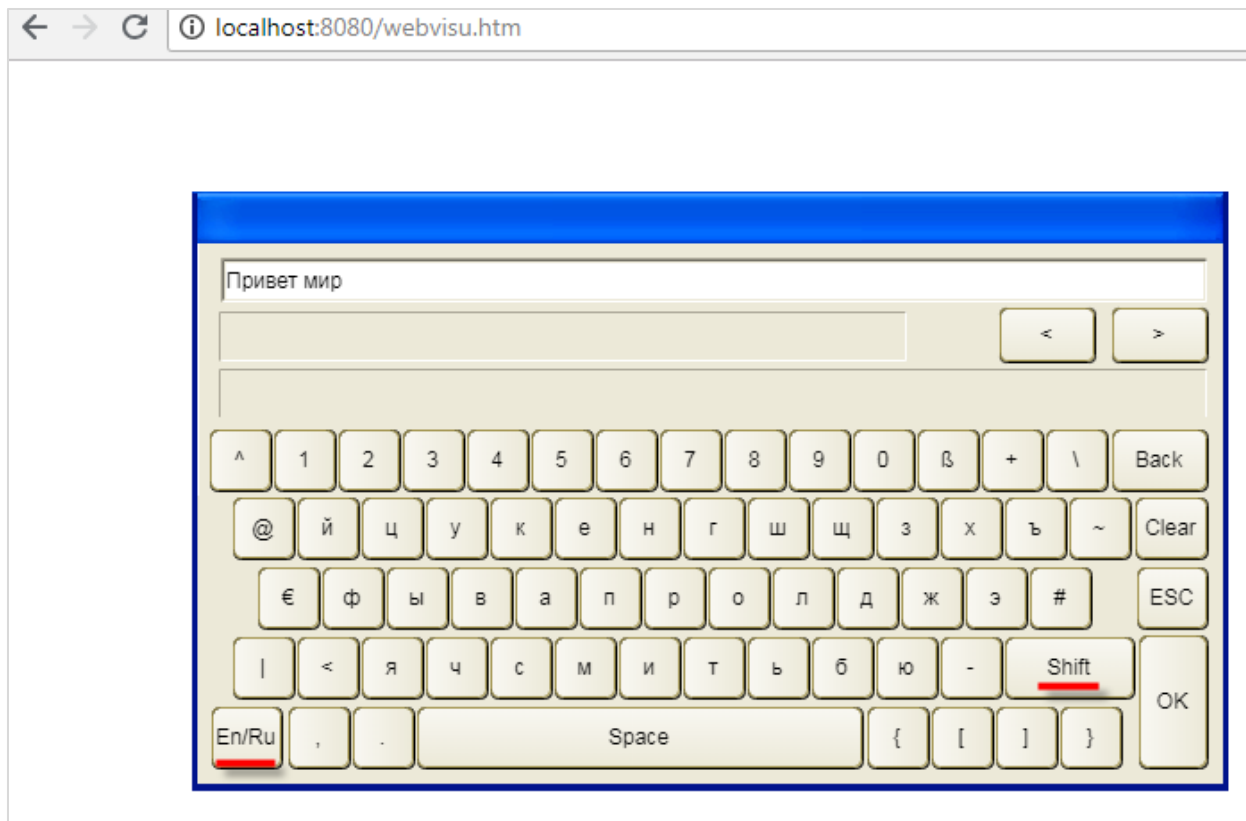 localhost:8080/webvisu.htm
Привет мир
< >
^ 1 2 3 4 5 6 7 8 9 0 ß + \ Back
@ й ц у к е н г ш щ з х ъ ~ Clear
€ ф ы в а п р о л д ж э # ESC
| < я ч с м и т ь б ю - Shift
OK
En/Ru , . Space { [ ] }